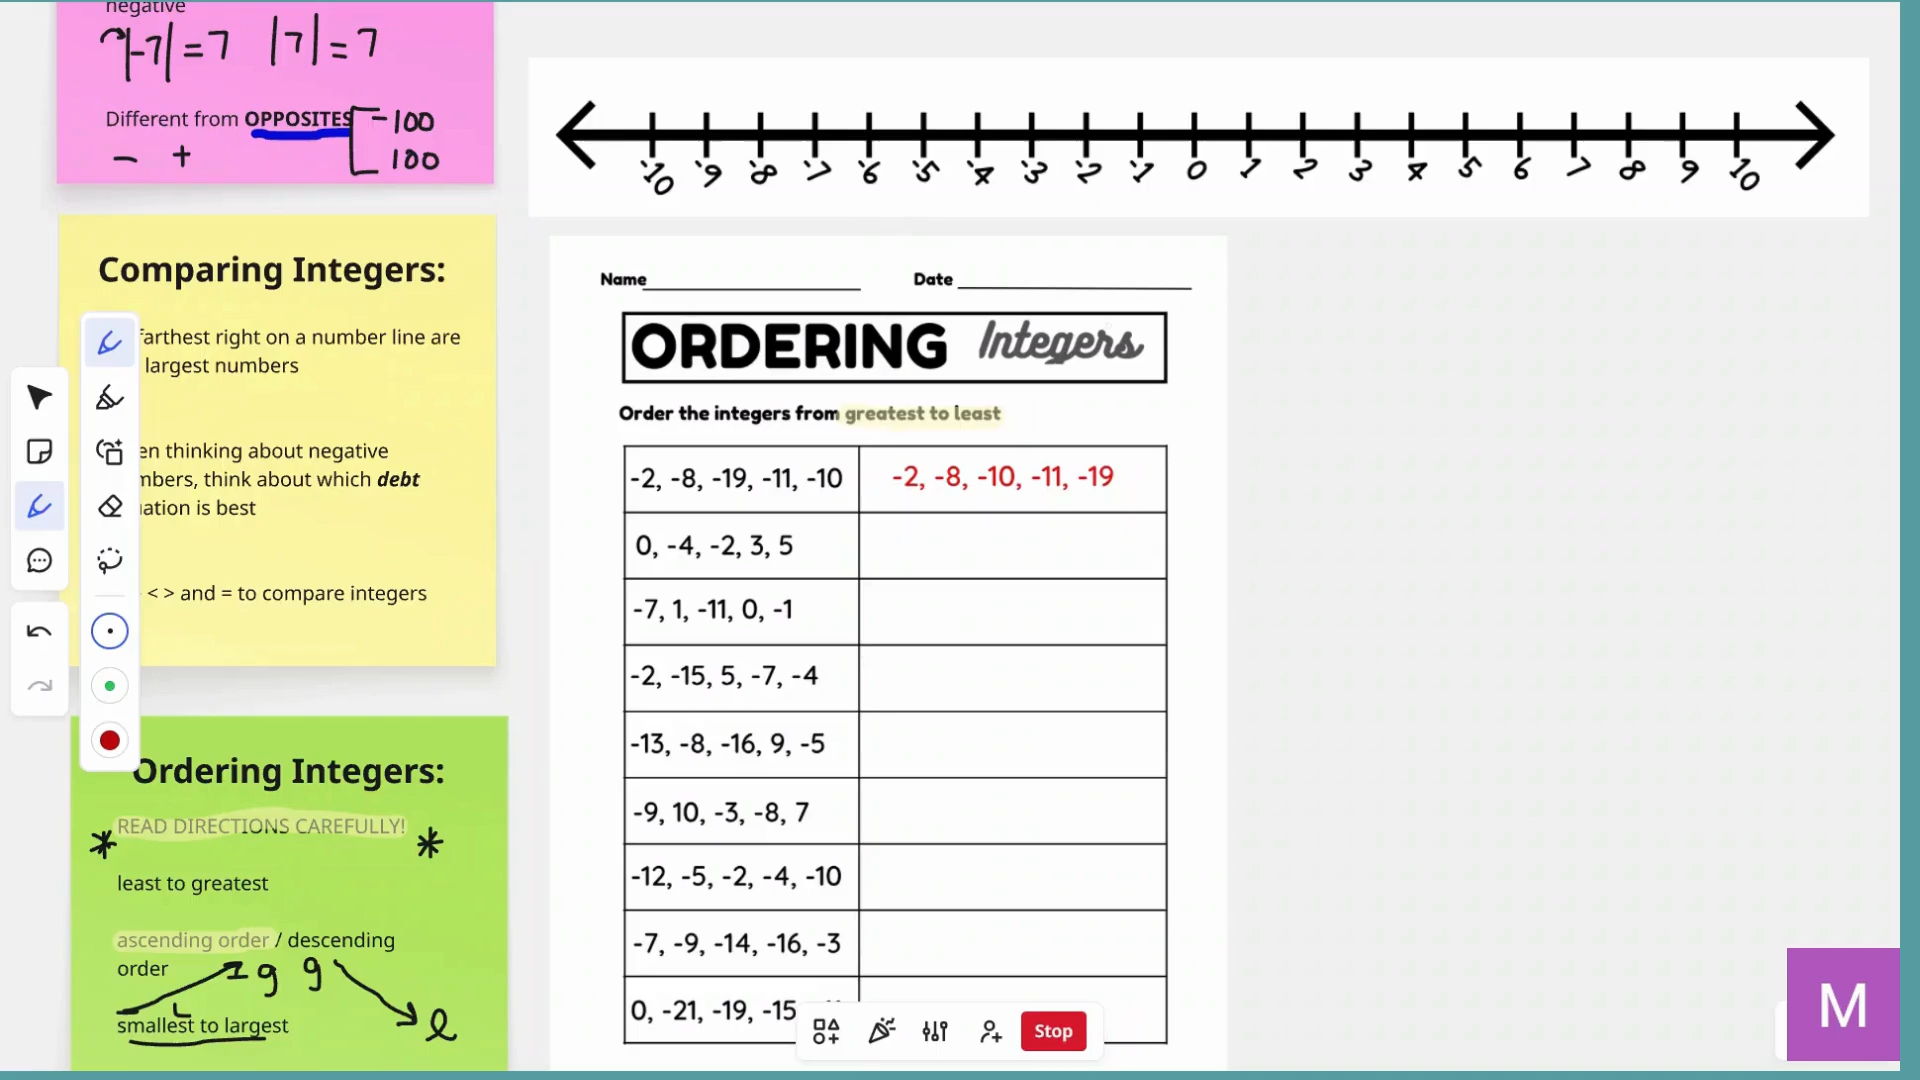 negative
|-7| = 7 |7| = 7
Different from OPPOSITES
-100
- +
100
Comparing Integers:
farthest right on a number line are
largest numbers
en thinking about negative
mbers, think about which debt
uation is best
< > and = to compare integers
Ordering Integers:
READ DIRECTIONS CAREFULLY!
* *
least to greatest
ascending order / descending
order
g g
L
smallest to largest
l
-10 -9 -8 -7 -6 -5 -4 -3 -2 -1 0 1 2 3 4 5 6 7 8 9 10
Name Date
ORDERING Integers
Order the integers from greatest to least
-2, -8, -19, -11, -10
-2, -8, -10, -11, -19
0, -4, -2, 3, 5
-7, 1, -11, 0, -1
-2, -15, 5, -7, -4
-13, -8, -16, 9, -5
-9, 10, -3, -8, 7
-12, -5, -2, -4, -10
-7, -9, -14, -16, -3
0, -21, -19, -15
Stop
M